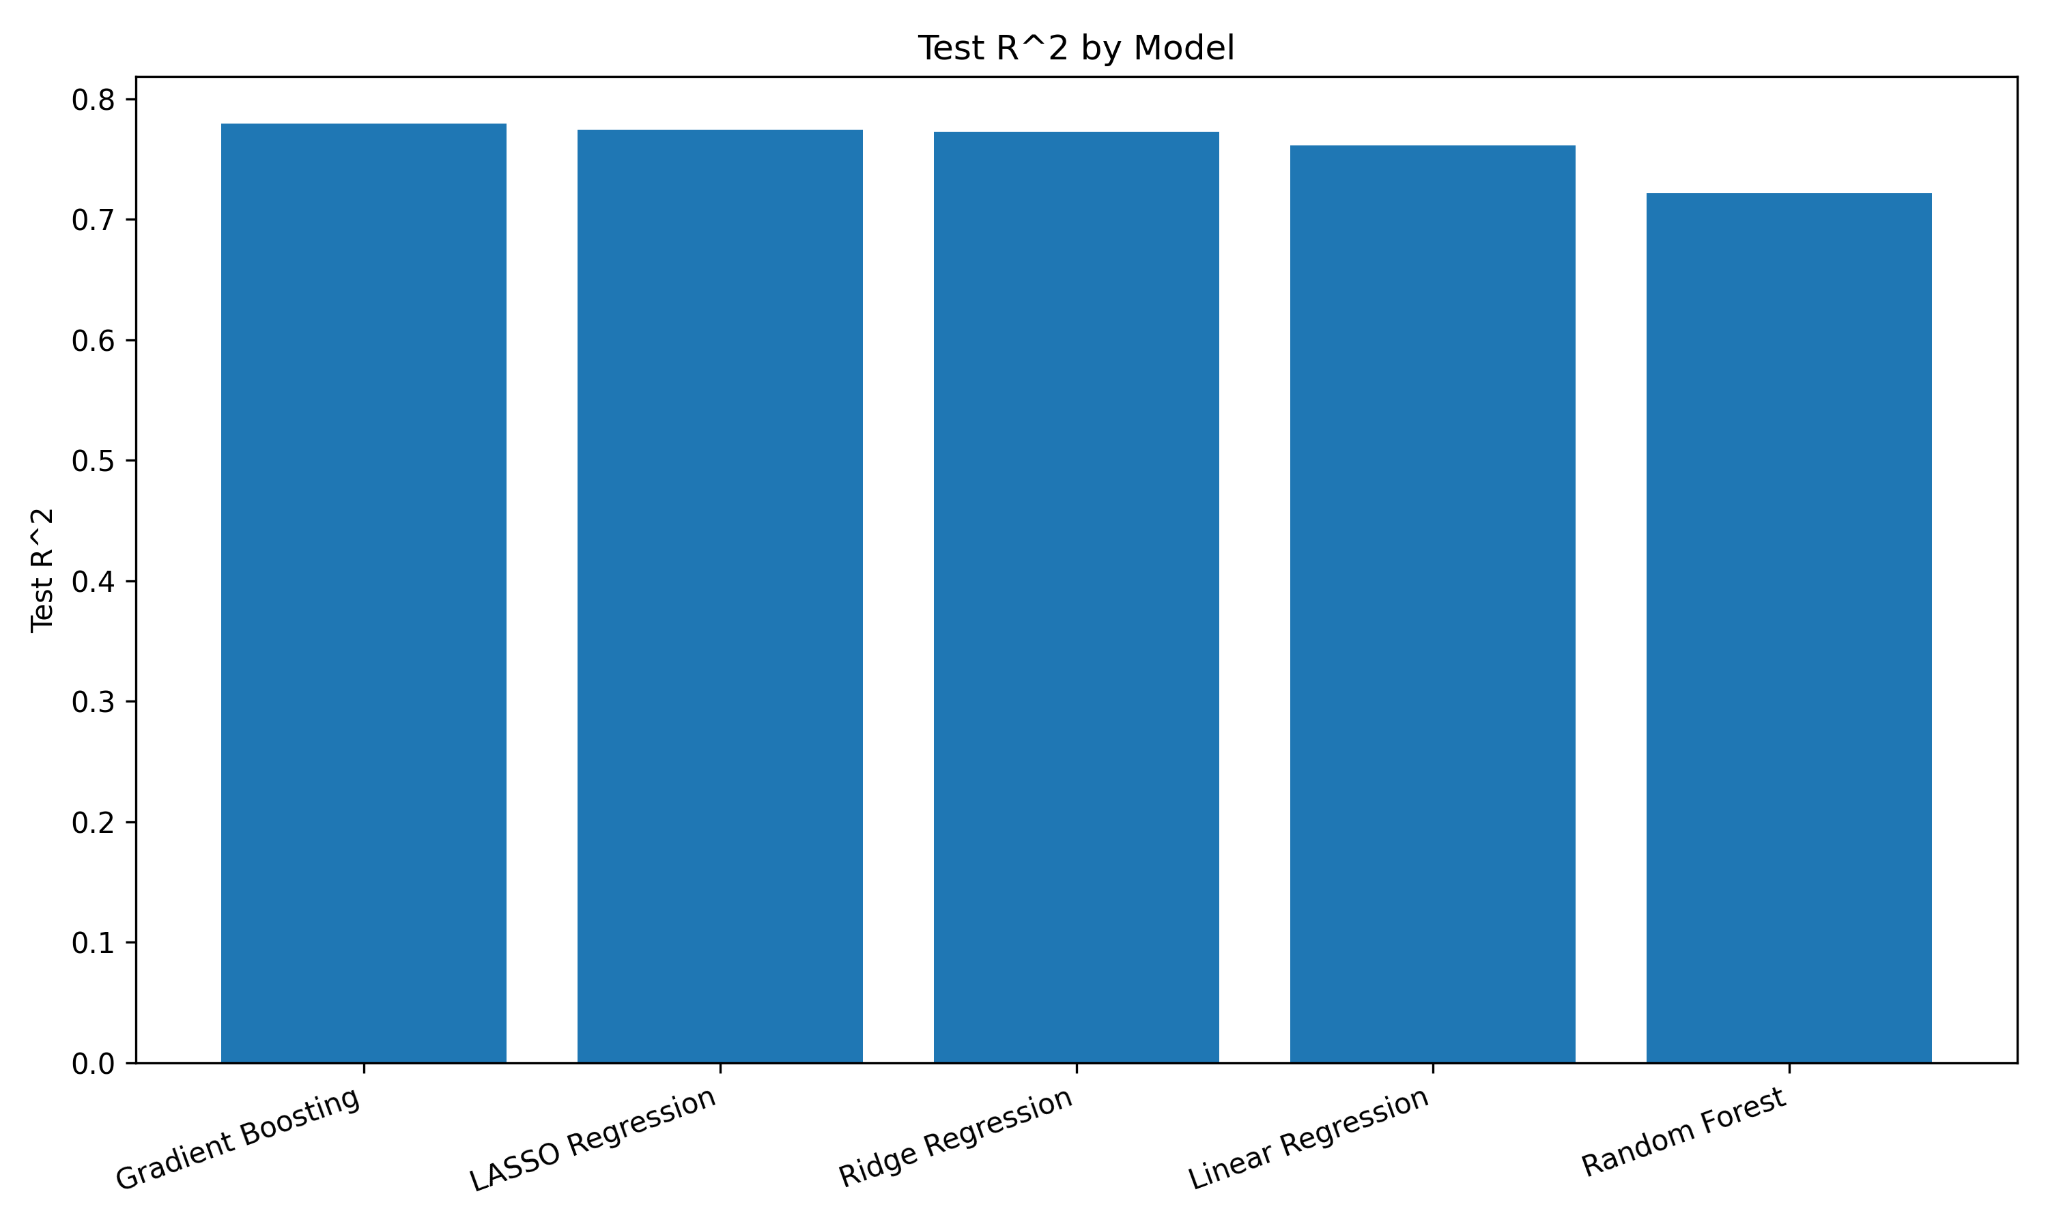 Test R^2 by Model
Test R^2
0.8
0.7
0.6
0.5
0.4
0.3
0.2
0.1
0.0
Gradient Boosting
LASSO Regression
Ridge Regression
Linear Regression
Random Forest